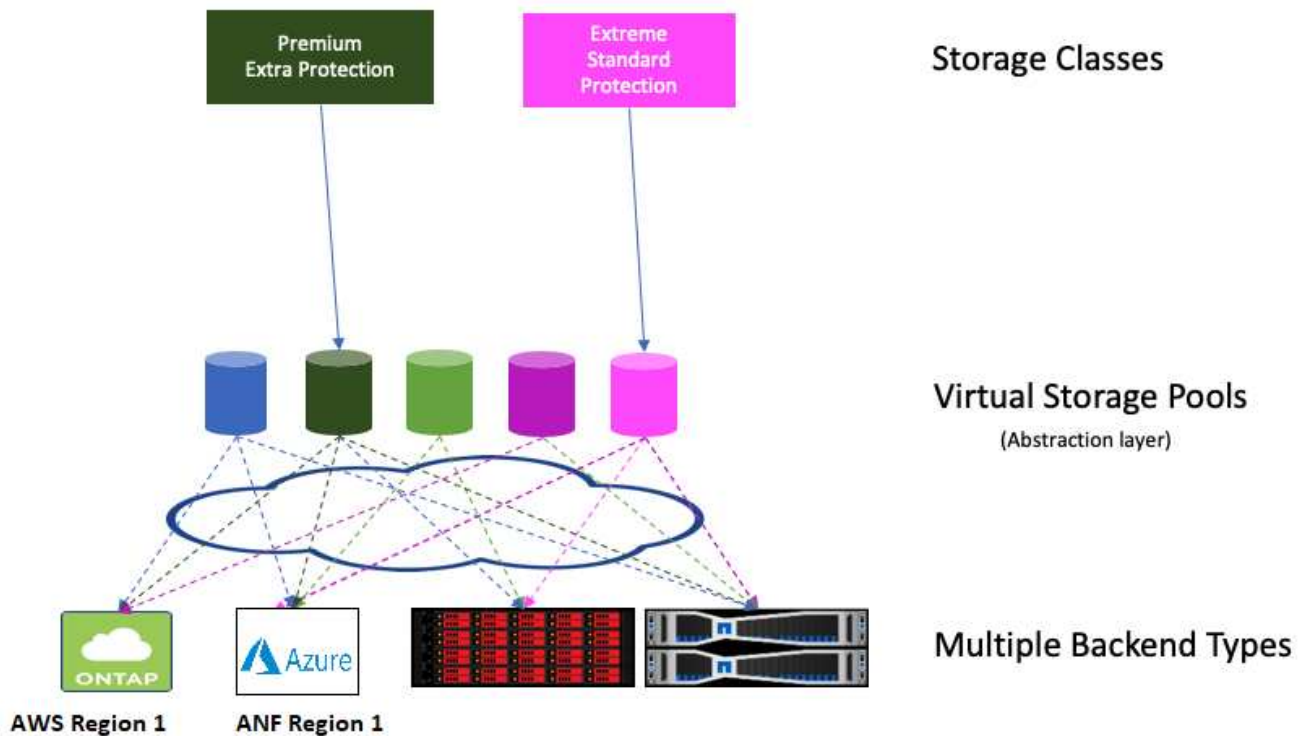 Premium
Extra Protection
Extreme
Standard
Protection
Storage Classes
Virtual Storage Pools
(Abstraction layer)
ONTAP
Azure
Multiple Backend Types
AWS Region 1
ANF Region 1